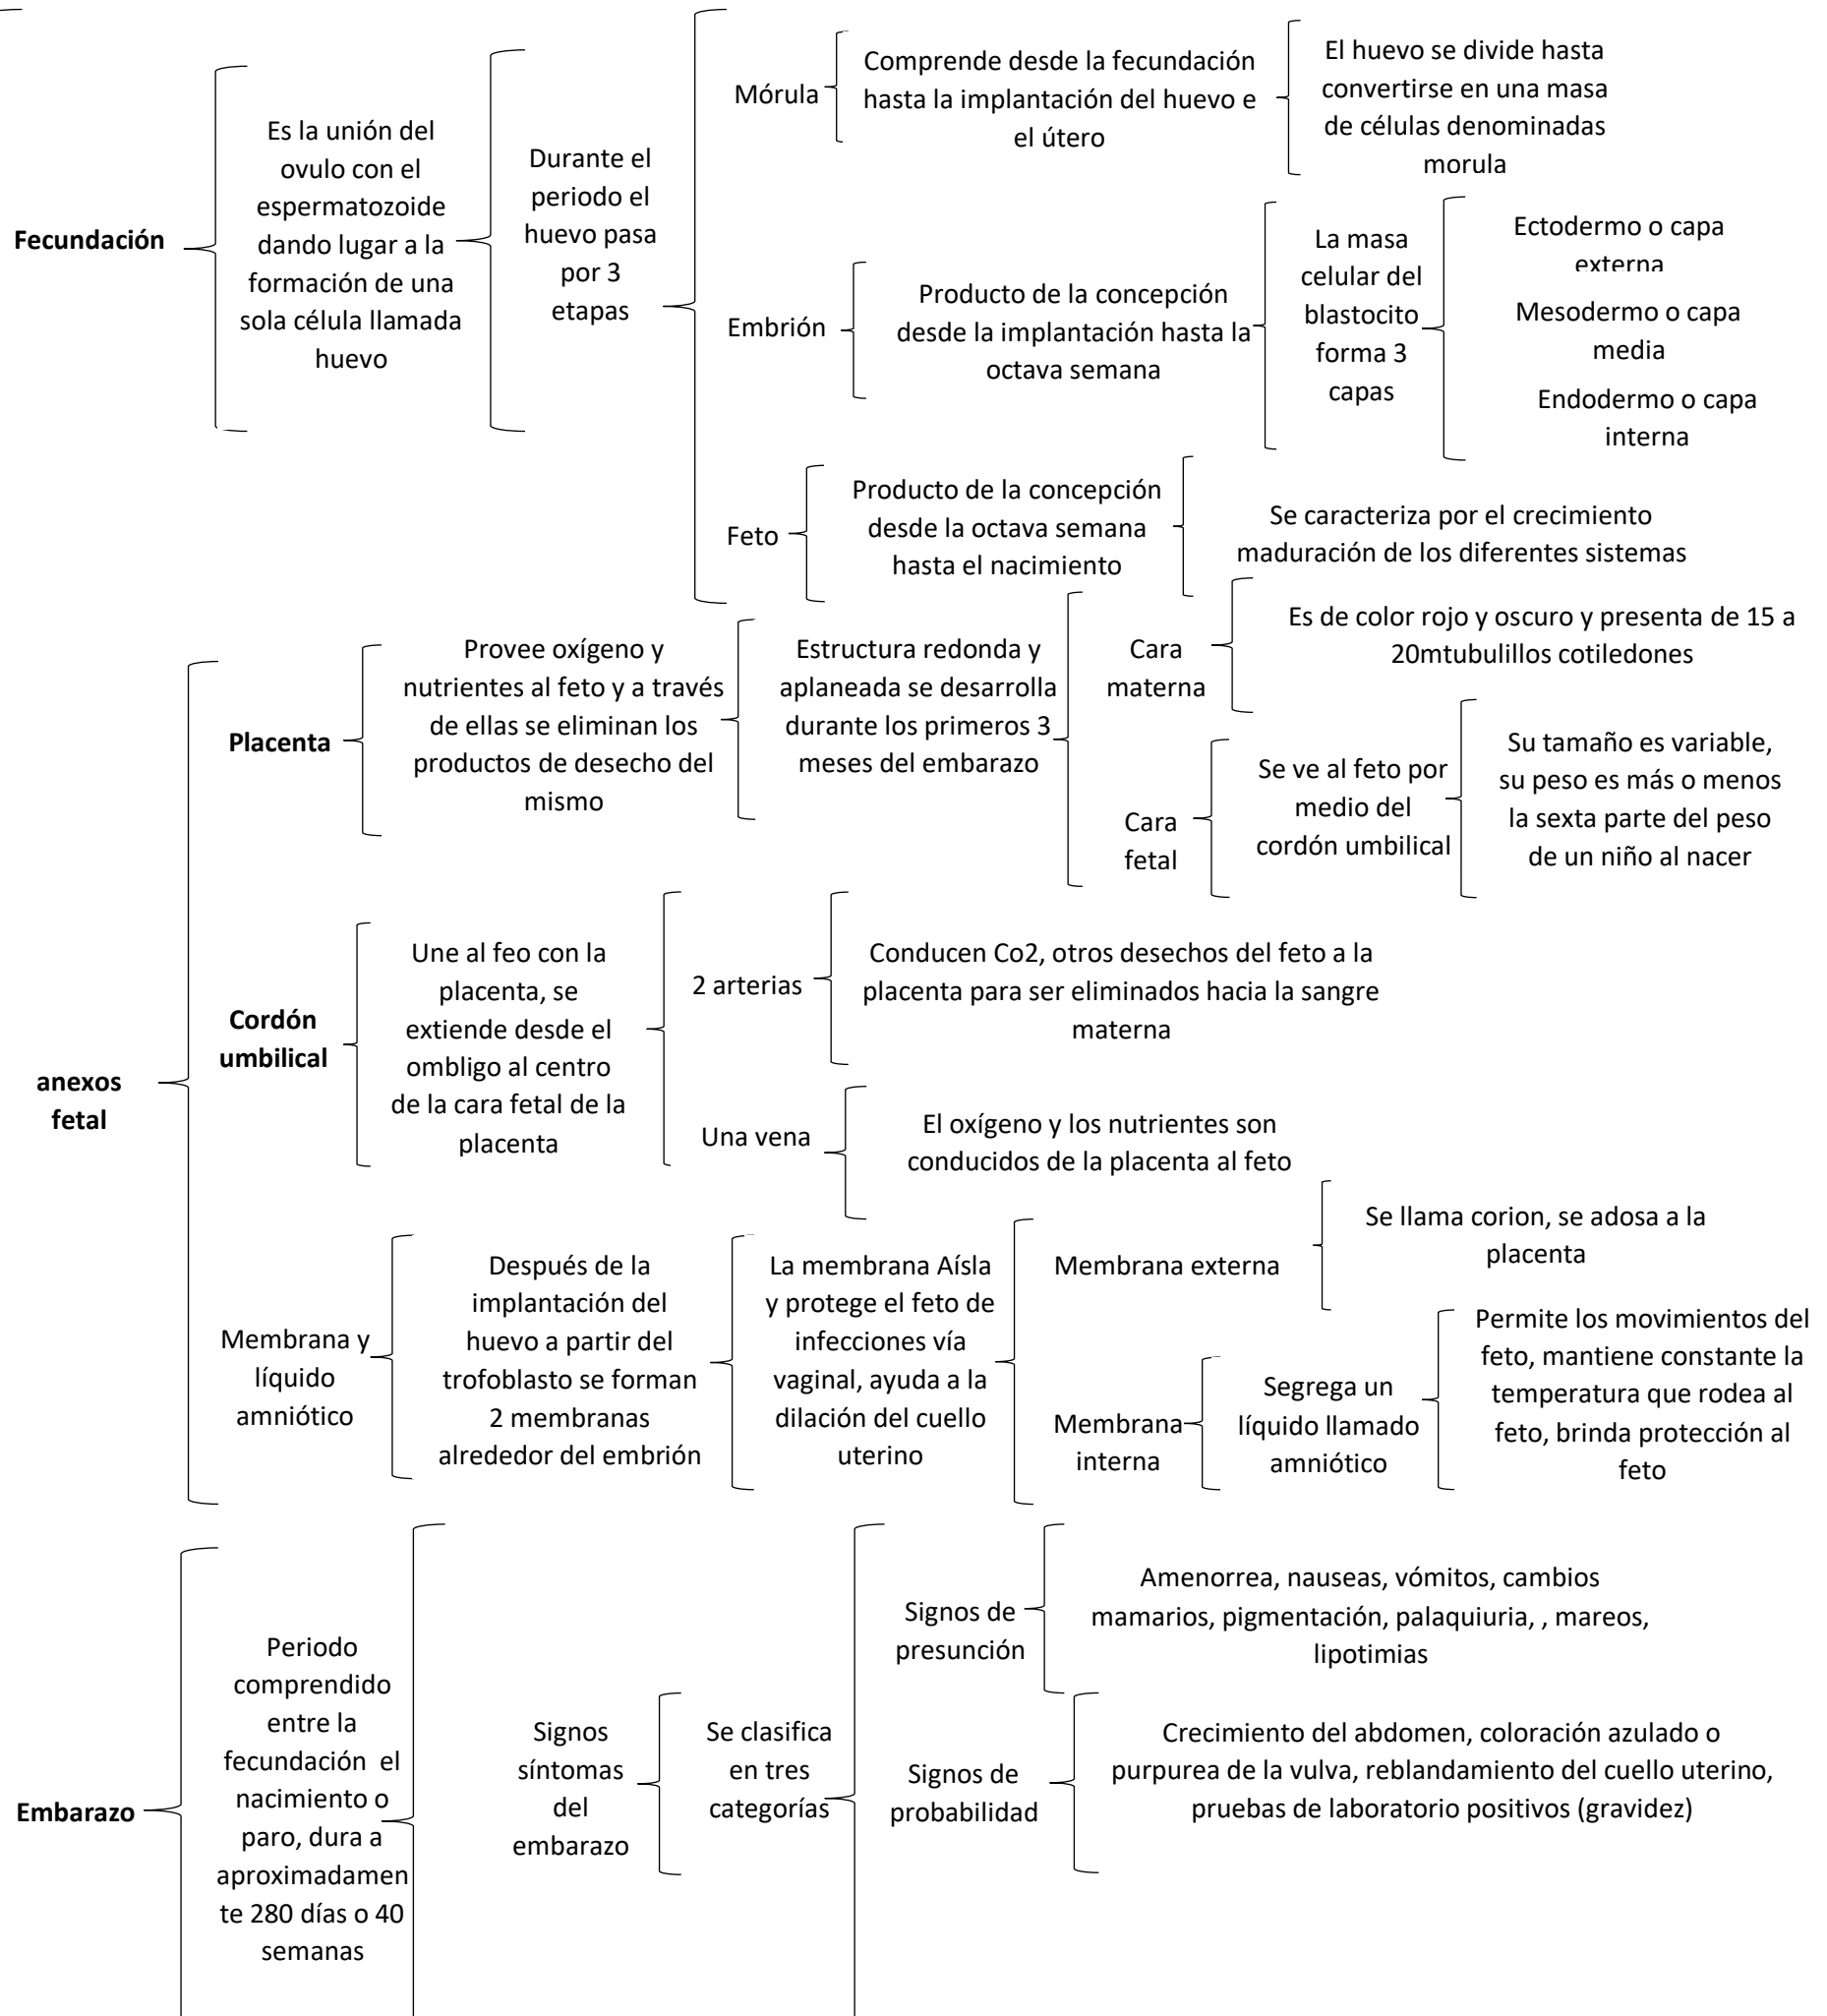 Fecundación
Es la unión del
ovulo con el
espermatozoide
dando lugar a la
formación de una
sola célula llamada
huevo
Durante el
periodo el
huevo pasa
por 3
etapas
Mórula
Comprende desde la fecundación
hasta la implantación del huevo e
el útero
El huevo se divide hasta
convertirse en una masa
de células denominadas
morula
Embrión
Producto de la concepción
desde la implantación hasta la
octava semana
La masa
celular del
blastocito
forma 3
capas
Ectodermo o capa
externa
Mesodermo o capa
media
Endodermo o capa
interna
Feto
Producto de la concepción
desde la octava semana
hasta el nacimiento
Se caracteriza por el crecimiento
maduración de los diferentes sistemas
anexos
fetal
Placenta
Provee oxígeno y
nutrientes al feto y a través
de ellas se eliminan los
productos de desecho del
mismo
Estructura redonda y
aplaneada se desarrolla
durante los primeros 3
meses del embarazo
Cara
materna
Es de color rojo y oscuro y presenta de 15 a
20mtubulillos cotiledones
Cara
fetal
Se ve al feto por
medio del
cordón umbilical
Su tamaño es variable,
su peso es más o menos
la sexta parte del peso
de un niño al nacer
Cordón
umbilical
Une al feo con la
placenta, se
extiende desde el
ombligo al centro
de la cara fetal de la
placenta
2 arterias
Conducen Co2, otros desechos del feto a la
placenta para ser eliminados hacia la sangre
materna
Una vena
El oxígeno y los nutrientes son
conducidos de la placenta al feto
Membrana y
líquido
amniótico
Después de la
implantación del
huevo a partir del
trofoblasto se forman
2 membranas
alrededor del embrión
La membrana Aísla
y protege el feto de
infecciones vía
vaginal, ayuda a la
dilación del cuello
uterino
Membrana externa
Se llama corion, se adosa a la
placenta
Membrana
interna
Segrega un
líquido llamado
amniótico
Permite los movimientos del
feto, mantiene constante la
temperatura que rodea al
feto, brinda protección al
feto
Embarazo
Periodo
comprendido
entre la
fecundación  el
nacimiento o
paro, dura a
aproximadamen
te 280 días o 40
semanas
Signos
síntomas
del
embarazo
Se clasifica
en tres
categorías
Signos de
presunción
Amenorrea, nauseas, vómitos, cambios
mamarios, pigmentación, palaquiuria, , mareos,
lipotimias
Signos de
probabilidad
Crecimiento del abdomen, coloración azulado o
purpurea de la vulva, reblandamiento del cuello uterino,
pruebas de laboratorio positivos (gravidez)